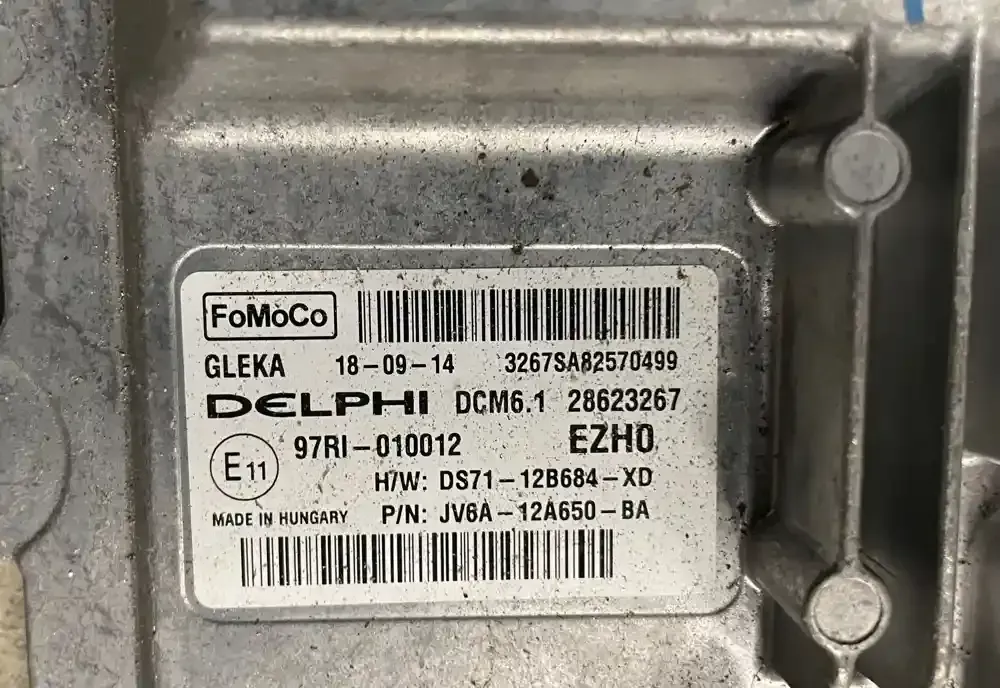 FoMoCo
GLEKA 18-09-14 3267SA82570499
DELPHI DCM6.1 28623267
97RI-010012 EZH0
E11
H/W: DS71-12B684-XD
MADE IN HUNGARY P/N: JV6A-12A650-BA